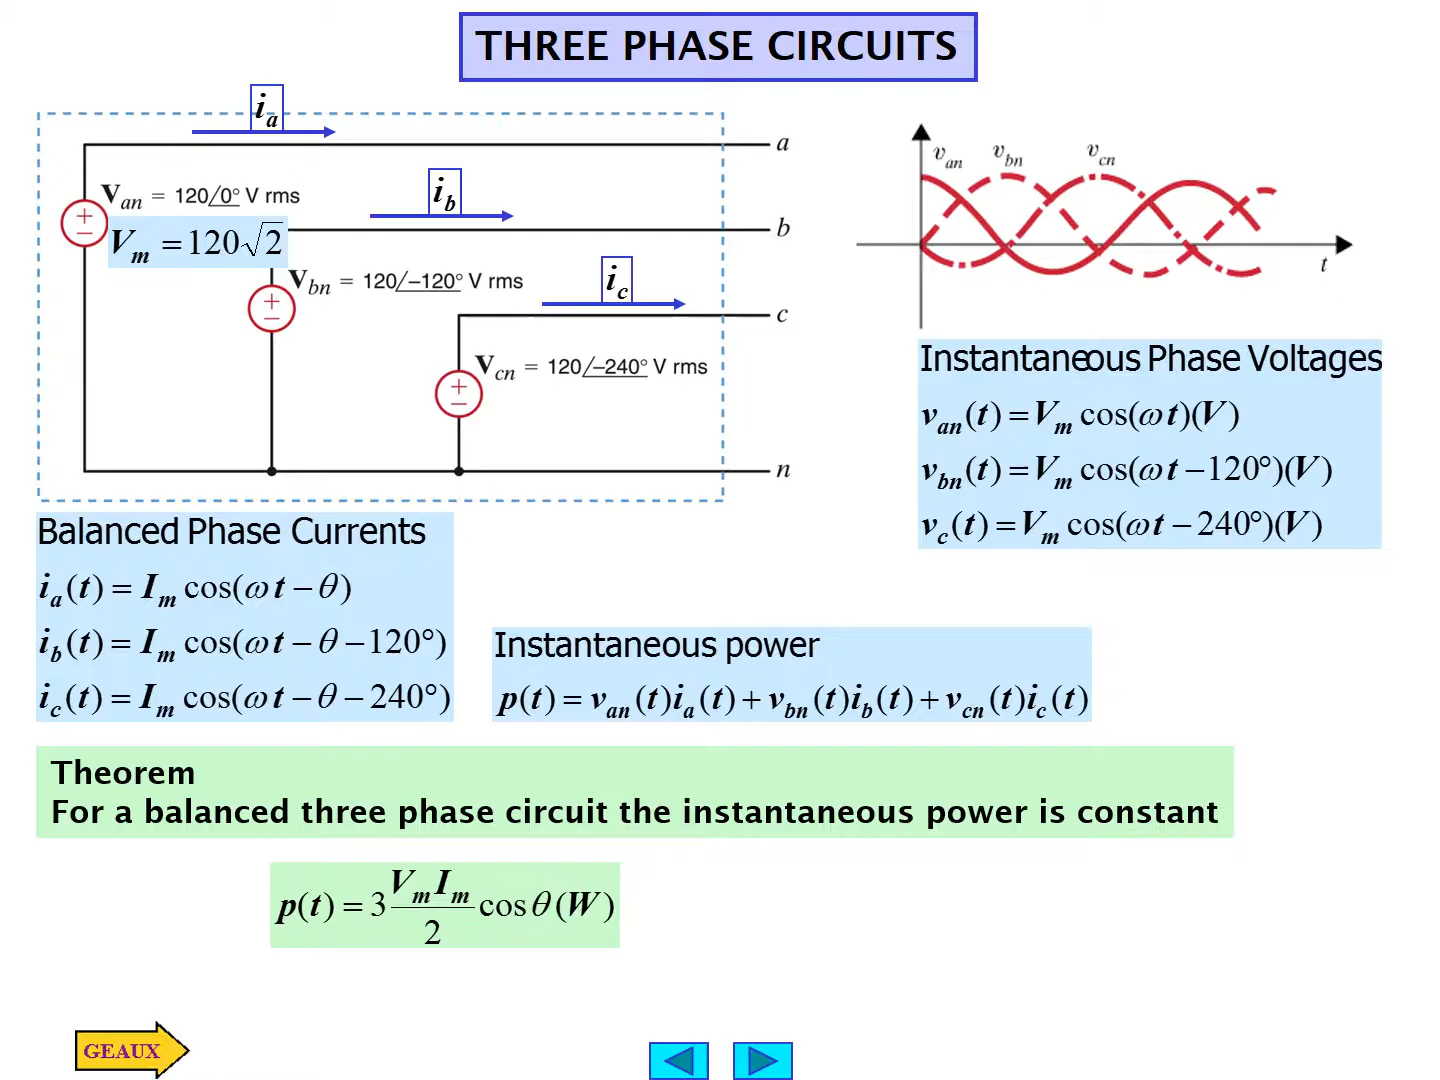 THREE PHASE CIRCUITS
i_a
a
V_an = 120/0° V rms
V_m = 120√2
i_b
b
V_bn = 120/–120° V rms
i_c
c
V_cn = 120/–240° V rms
n
v_an v_bn v_cn
t
Instantaneous Phase Voltages
v_an(t) = V_m cos(ωt)(V)
v_bn(t) = V_m cos(ωt − 120°)(V)
v_c(t) = V_m cos(ωt − 240°)(V)
Balanced Phase Currents
i_a(t) = I_m cos(ωt − θ)
i_b(t) = I_m cos(ωt − θ − 120°)
i_c(t) = I_m cos(ωt − θ − 240°)
Instantaneous power
p(t) = v_an(t)i_a(t) + v_bn(t)i_b(t) + v_cn(t)i_c(t)
Theorem
For a balanced three phase circuit the instantaneous power is constant
p(t) = 3 V_m I_m / 2 cos θ (W)
GEAUX